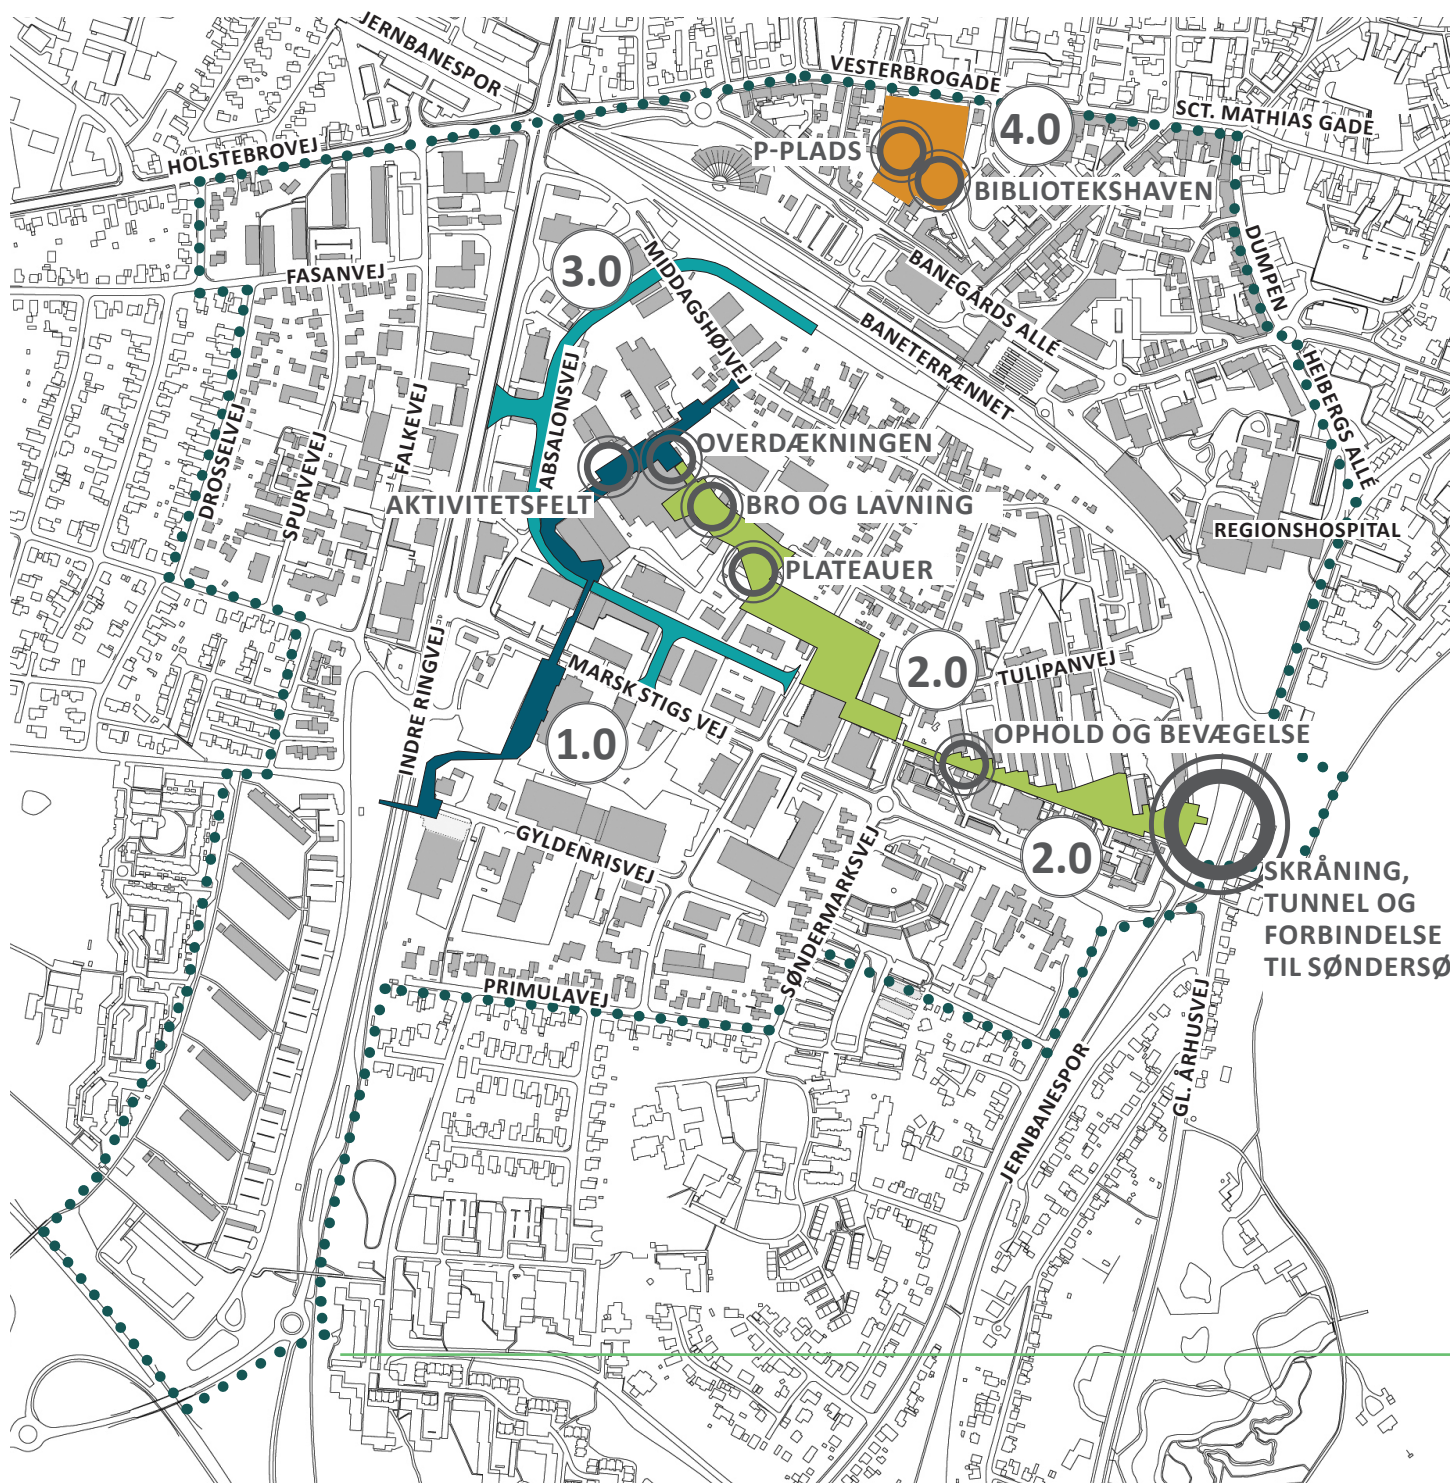 JERNBANESPOR
VESTERBROGADE
SCT. MATHIAS GADE
4.0
P-PLADS
HOLSTEBROVEJ
BIBLIOTEKSHAVEN
DUMPEN
MIDDAGSHØJVEJ
3.0
FASANVEJ
BANEGÅRDS ALLÉ
BANETERRÆNNET
HEIBERGS ALLÉ
ABSALONSVEJ
FALKEVEJ
DROSSELVEJ
SPURVEVEJ
OVERDÆKNINGEN
AKTIVITETSFELT
BRO OG LAVNING
REGIONSHOSPITAL
PLATEAUER
INDRE RINGVEJ
MARSK STIGS VEJ
2.0
TULIPANVEJ
1.0
OPHOLD OG BEVÆGELSE
GYLDENRISVEJ
SØNDERMARKSVEJ
2.0
SKRÅNING,
TUNNEL OG
FORBINDELSE
TIL SØNDERSØ
PRIMULAVEJ
GL. ÅRHUSVEJ
JERNBANESPOR